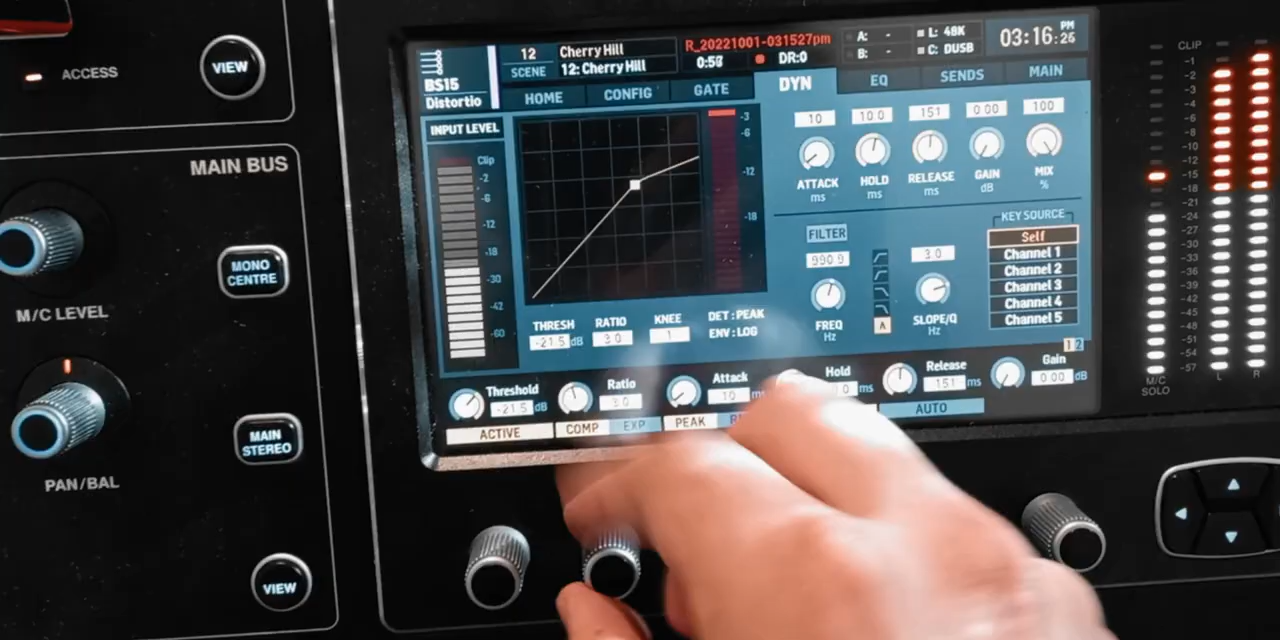 ACCESS
VIEW
MAIN BUS
MONO
CENTRE
M/C LEVEL
MAIN
STEREO
PAN/BAL
VIEW
BS15
Distortio
12
SCENE
Cherry Hill
12: Cherry Hill
R_20221001-031527pm
DR:0
A: -
B: -
L: 48K
C: DUSB
03:16:25
PM
HOME
CONFIG
GATE
DYN
EQ
SENDS
MAIN
INPUT LEVEL
Clip
-2
-6
-12
-18
-30
-42
-60
-3
-6
-12
-18
10
ATTACK
ms
10.0
HOLD
ms
151
RELEASE
ms
0.00
GAIN
dB
100
MIX
%
FILTER
990.9
FREQ
Hz
3.0
SLOPE/Q
Hz
KEY SOURCE
Self
Channel 1
Channel 2
Channel 3
Channel 4
Channel 5
THRESH
-21.5 dB
RATIO
3.0
KNEE
1
DET : PEAK
ENV : LOG
1 2
Threshold
-21.5 dB
Ratio
3.0
Attack
10
Hold
ms
Release
151 ms
Gain
0.00 dB
ACTIVE
COMP
EXP
PEAK
AUTO
CLIP
-1
-2
-3
-4
-6
-8
-10
-12
-15
-18
-21
-24
-27
-30
-33
-36
-39
-42
-45
-48
-51
-54
-57
M/C
SOLO
L
R